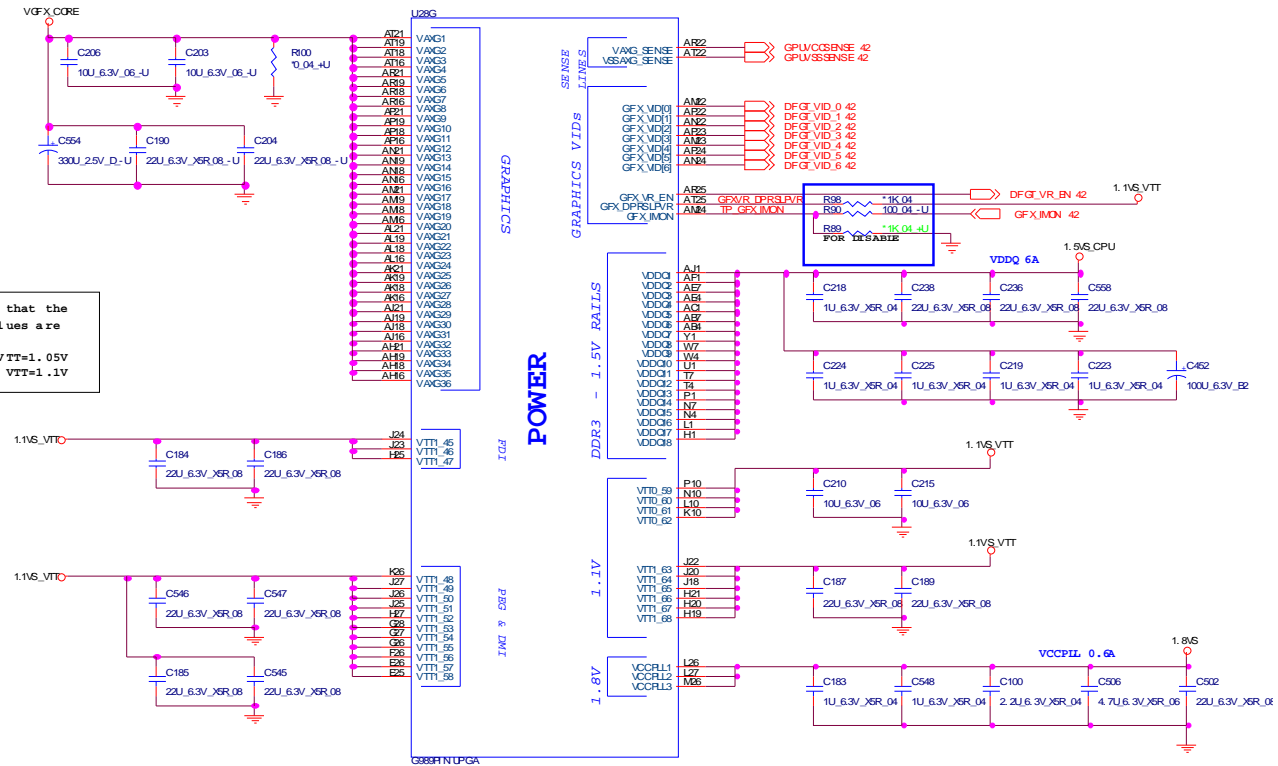 VGFX_CORE
C206
10U_6.3V_06_-U
C203
10U_6.3V_06_-U
R100
*0_04_+U
C554
330U_2.5V_D_-U
C190
22U_6.3V_X5R_08_-U
C204
22U_6.3V_X5R_08_-U
that the
lues are
VTT=1.05V
VTT=1.1V
1.1VS_VTT
C184
22U_6.3V_X5R_08
C186
22U_6.3V_X5R_08
1.1VS_VTT
C546
22U_6.3V_X5R_08
C547
22U_6.3V_X5R_08
C185
22U_6.3V_X5R_08
C545
22U_6.3V_X5R_08
U28G
AT21 VAXG1
AT19 VAXG2
AT18 VAXG3
AT16 VAXG4
AR21 VAXG5
AR19 VAXG6
AR18 VAXG7
AR16 VAXG8
AP21 VAXG9
AP19 VAXG10
AP18 VAXG11
AP16 VAXG12
AN21 VAXG13
AN19 VAXG14
AN18 VAXG15
AN16 VAXG16
AM21 VAXG17
AM19 VAXG18
AM18 VAXG19
AM16 VAXG20
AL21 VAXG21
AL19 VAXG22
AL18 VAXG23
AL16 VAXG24
AK21 VAXG25
AK19 VAXG26
AK18 VAXG27
AK16 VAXG28
AJ21 VAXG29
AJ19 VAXG30
AJ18 VAXG31
AJ16 VAXG32
AH21 VAXG33
AH19 VAXG34
AH18 VAXG35
AH16 VAXG36
GRAPHICS
J24 VTT1_45
J23 VTT1_46
H25 VTT1_47
FDI
K26 VTT1_48
J27 VTT1_49
J26 VTT1_50
J25 VTT1_51
H27 VTT1_52
G28 VTT1_53
G27 VTT1_54
G26 VTT1_55
F26 VTT1_56
E26 VTT1_57
E25 VTT1_58
PEG & DMI
POWER
G989PIN UPGA
SENSE
LINES
VAXG_SENSE AR22 GPUVCCSENSE 42
VSSAXG_SENSE AT22 GPUVSSSENSE 42
GRAPHICS VIDs
GFX_VID[0] AM22 DFGT_VID_0 42
GFX_VID[1] AP22 DFGT_VID_1 42
GFX_VID[2] AN22 DFGT_VID_2 42
GFX_VID[3] AP23 DFGT_VID_3 42
GFX_VID[4] AM23 DFGT_VID_4 42
GFX_VID[5] AP24 DFGT_VID_5 42
GFX_VID[6] AN24 DFGT_VID_6 42
GFX_VR_EN AR25 DFGT_VR_EN 42
GFX_DPRSLPVR AT25 GFXVR_DPRSLPVR R98 *1K_04 1.1VS_VTT
GFX_IMON AM24 TP_GFX_IMON R90 100_04_-U GFX_IMON 42
R89 *1K_04_+U
FOR DISABLE
DDR3 - 1.5V RAILS
VDDQ1 AJ1
VDDQ2 AF1
VDDQ3 AE7
VDDQ4 AE4
VDDQ5 AC1
VDDQ6 AB7
VDDQ7 AB4
VDDQ8 Y1
VDDQ9 W7
VDDQ10 W4
VDDQ11 U1
VDDQ12 T7
VDDQ13 T4
VDDQ14 P1
VDDQ15 N7
VDDQ16 N4
VDDQ17 L1
VDDQ18 H1
VDDQ 6A
1.5VS_CPU
C218
1U_6.3V_X5R_04
C238
22U_6.3V_X5R_08
C236
22U_6.3V_X5R_08
C558
22U_6.3V_X5R_08
C224
1U_6.3V_X5R_04
C225
1U_6.3V_X5R_04
C219
1U_6.3V_X5R_04
C223
1U_6.3V_X5R_04
C452
100U_6.3V_B2
1.1V
VTT0_59 P10
VTT0_60 N10
VTT0_61 L10
VTT0_62 K10
1.1VS_VTT
C210
10U_6.3V_06
C215
10U_6.3V_06
VTT1_63 J22
VTT1_64 J20
VTT1_65 J18
VTT1_66 H21
VTT1_67 H20
VTT1_68 H19
1.1VS_VTT
C187
22U_6.3V_X5R_08
C189
22U_6.3V_X5R_08
1.8V
VCCPLL1 L26
VCCPLL2 L27
VCCPLL3 M26
VCCPLL 0.6A
1.8VS
C183
1U_6.3V_X5R_04
C548
1U_6.3V_X5R_04
C100
2.2U_6.3V_X5R_04
C506
4.7U_6.3V_X5R_06
C502
22U_6.3V_X5R_08